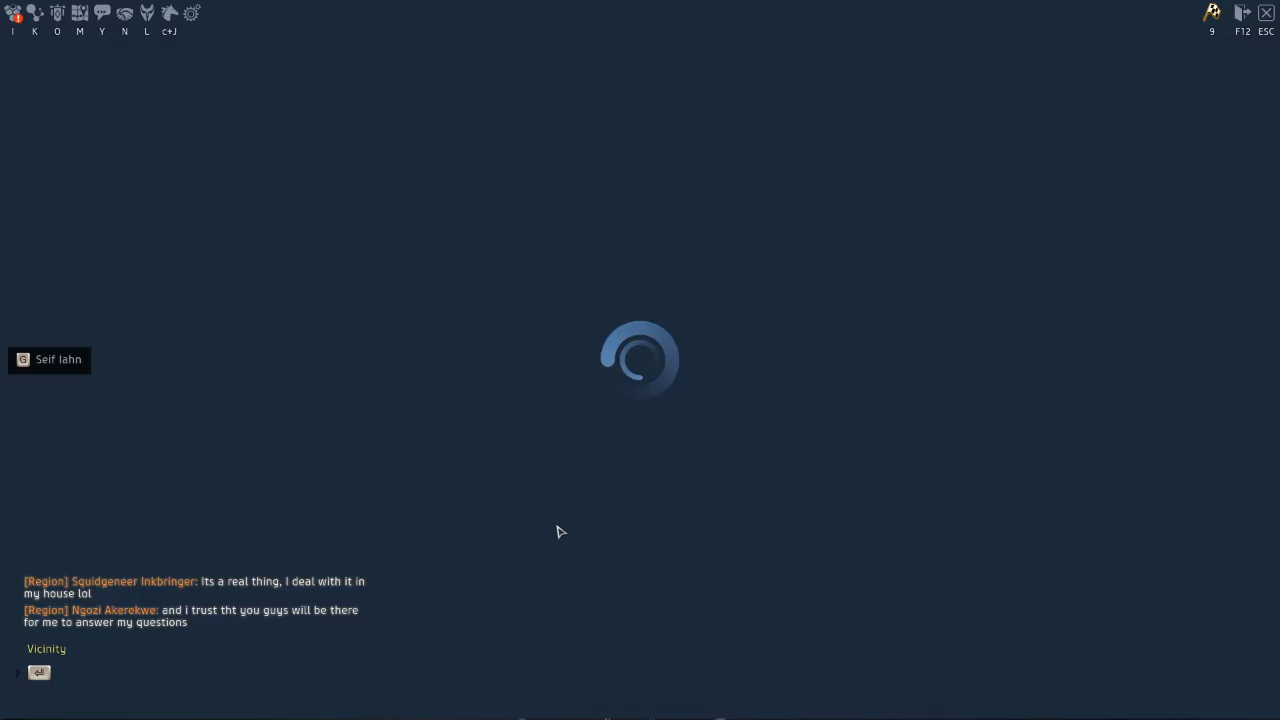 I K O M Y N L c+J
9 F12 ESC
G Seif Iahn
[Region] Squidgeneer Inkbringer: Its a real thing, I deal with it in
my house lol
[Region] Ngozi Akerekwe: and i trust tht you guys will be there
for me to answer my questions
Vicinity